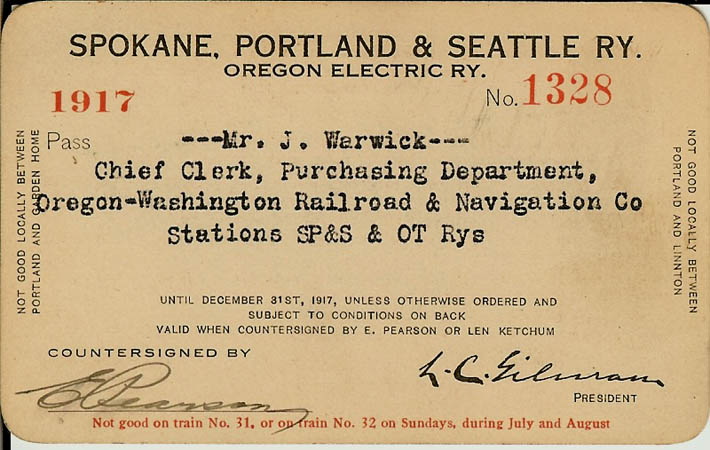 SPOKANE, PORTLAND & SEATTLE RY.
OREGON ELECTRIC RY.
1917
No. 1328
Pass ---Mr. J. Warwick---
Chief Clerk, Purchasing Department,
Oregon-Washington Railroad & Navigation Co
Stations SP&S & OT Rys
NOT GOOD LOCALLY BETWEEN
PORTLAND AND GARDEN HOME
NOT GOOD LOCALLY BETWEEN
PORTLAND AND LINNTON
UNTIL DECEMBER 31ST, 1917, UNLESS OTHERWISE ORDERED AND
SUBJECT TO CONDITIONS ON BACK
VALID WHEN COUNTERSIGNED BY E. PEARSON OR LEN KETCHUM
COUNTERSIGNED BY
E Pearson
L. C. Gilman
PRESIDENT
Not good on train No. 31, or on train No. 32 on Sundays, during July and August